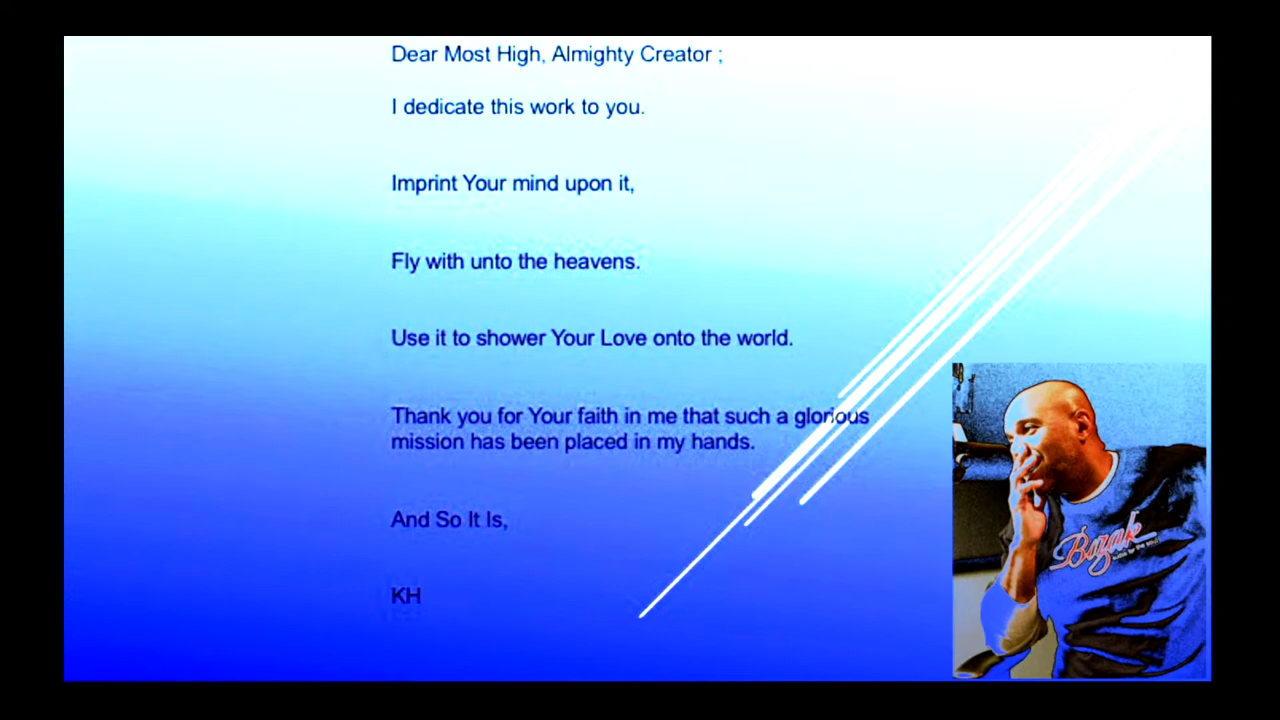 Dear Most High, Almighty Creator ;
I dedicate this work to you.
Imprint Your mind upon it,
Fly with unto the heavens.
Use it to shower Your Love onto the world.
Thank you for Your faith in me that such a glorious
mission has been placed in my hands.
And So It Is,
KH
Bozak